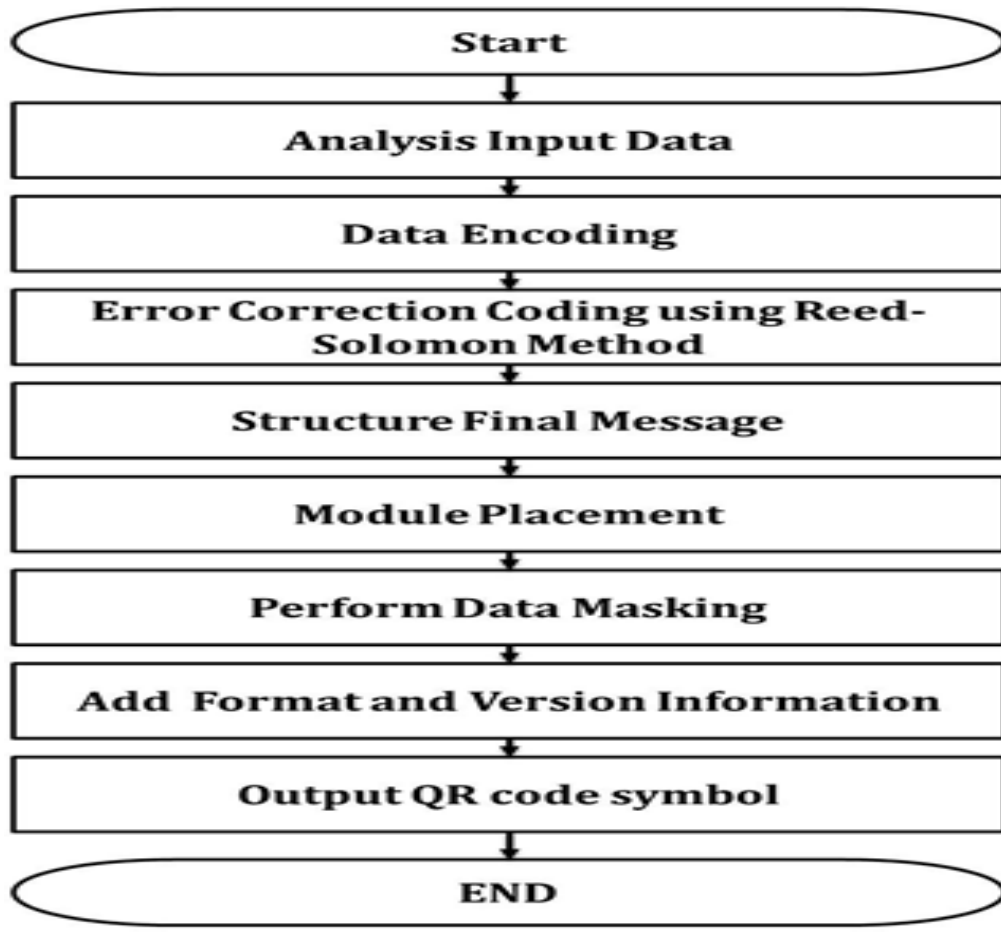 Start
Analysis Input Data
Data Encoding
Error Correction Coding using Reed-
Solomon Method
Structure Final Message
Module Placement
Perform Data Masking
Add Format and Version Information
Output QR code symbol
END